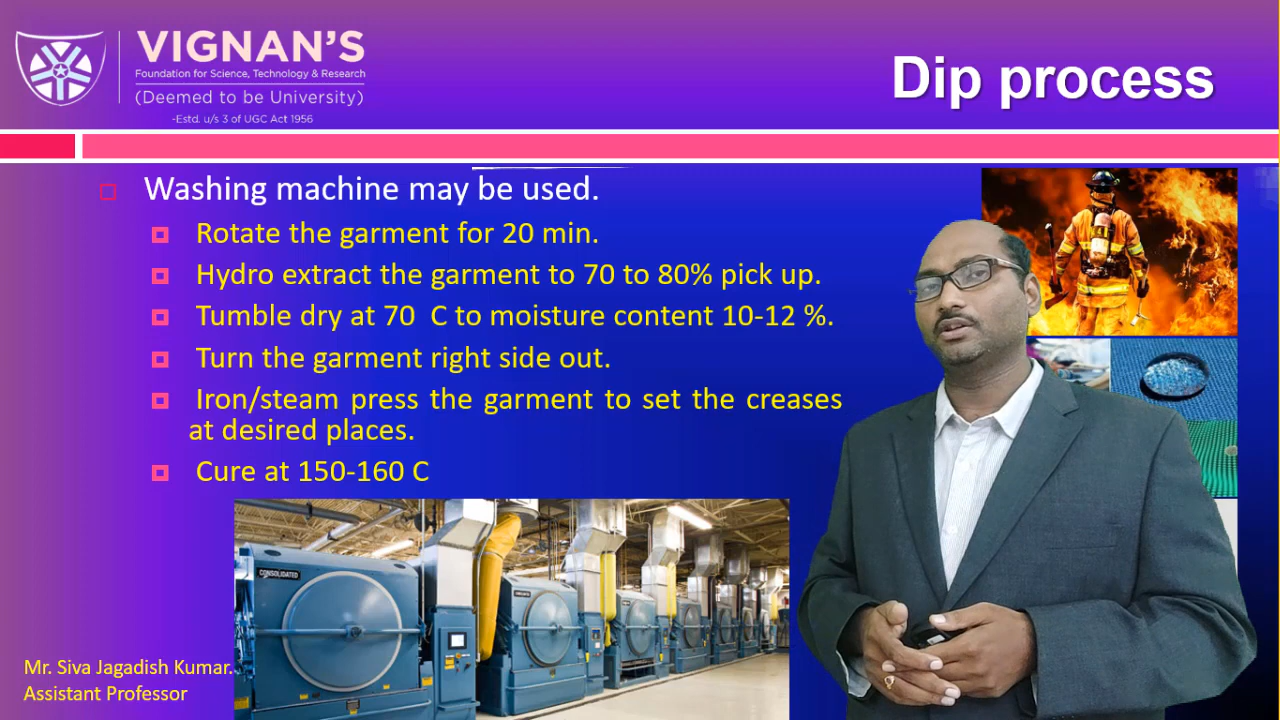 VIGNAN'S
Foundation for Science, Technology & Research
(Deemed to be University)
-Estd. u/s 3 of UGC Act 1956
Dip process
Washing machine may be used.
Rotate the garment for 20 min.
Hydro extract the garment to 70 to 80% pick up.
Tumble dry at 70 C to moisture content 10-12 %.
Turn the garment right side out.
Iron/steam press the garment to set the creases
at desired places.
Cure at 150-160 C
CONSOLIDATED
Mr. Siva Jagadish Kumar.
Assistant Professor